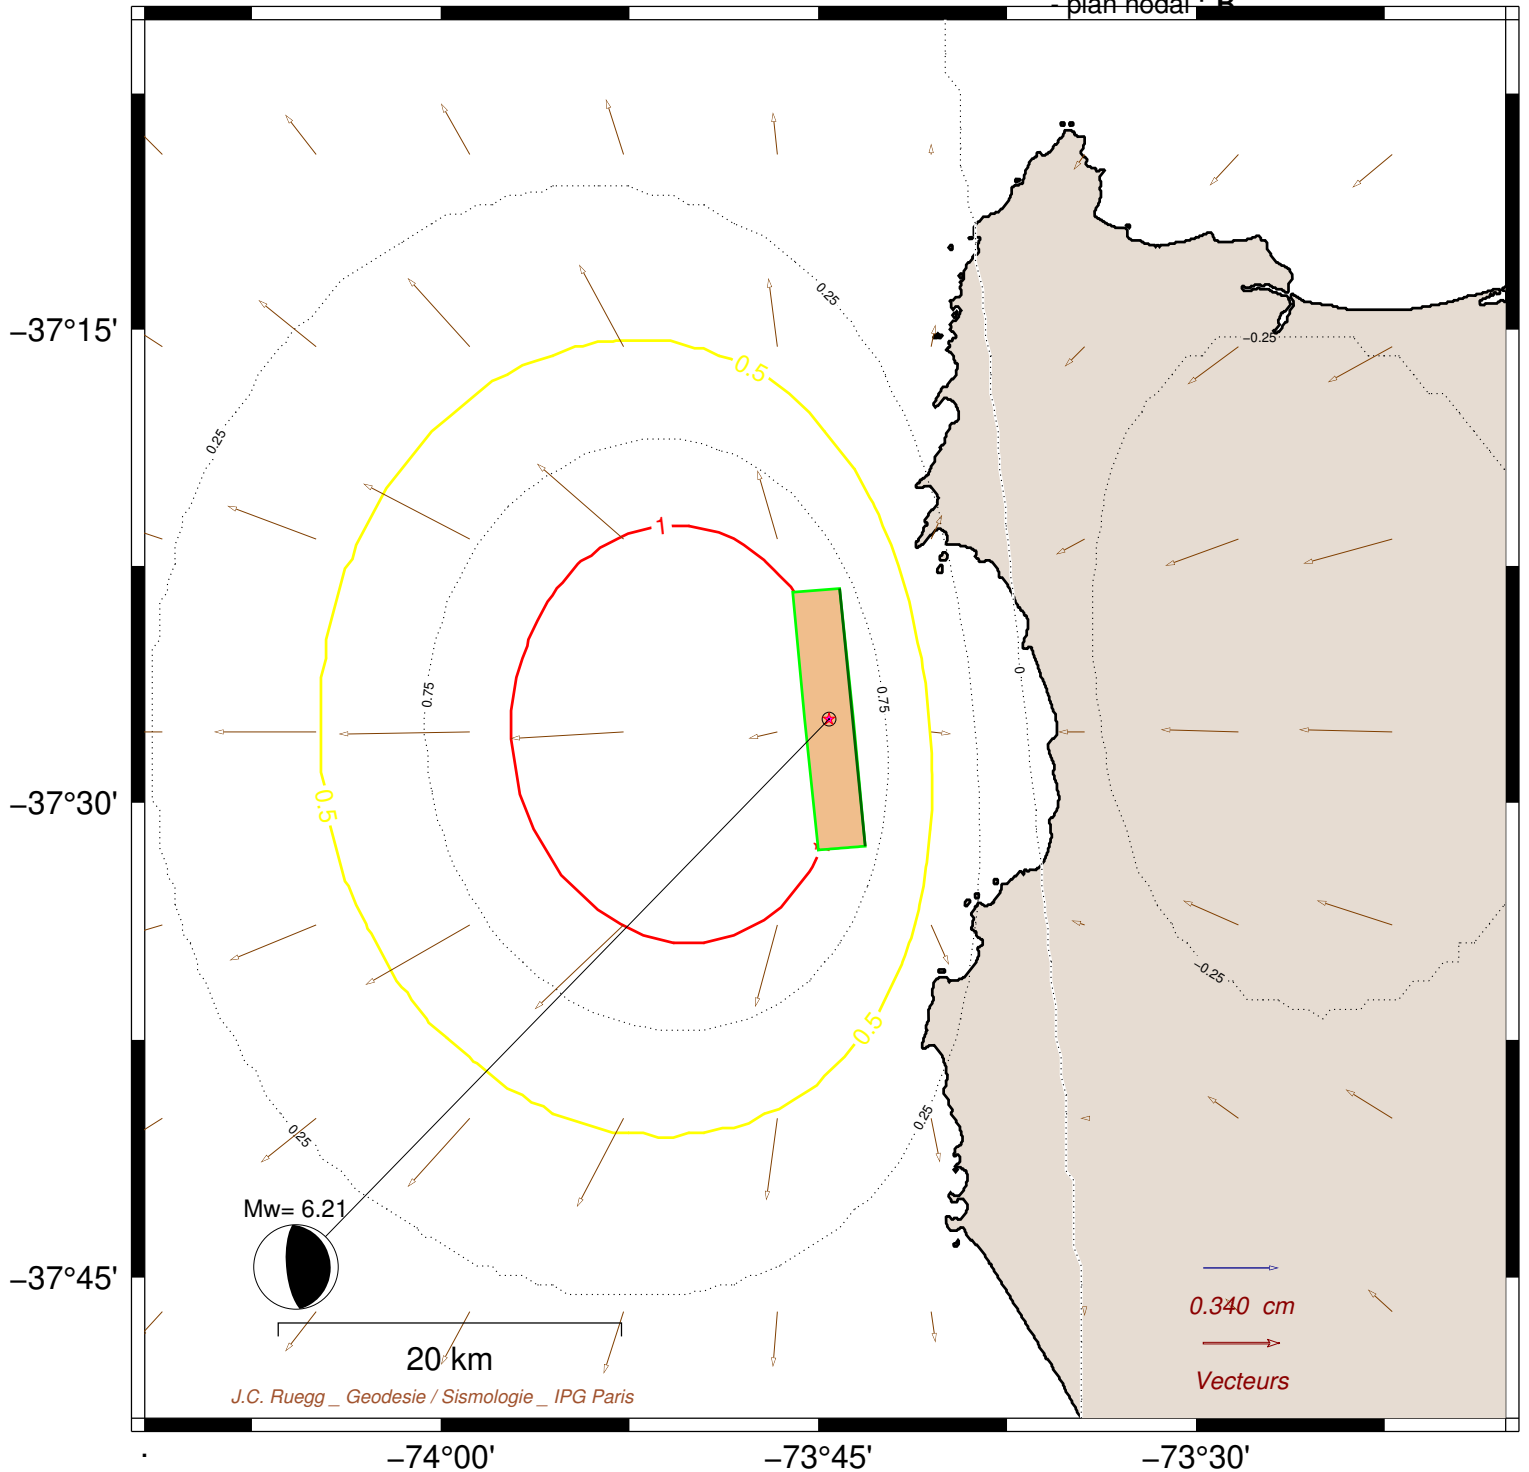 - plan nodal : B
0.25
−37°15'
−0.25
0.5
0.25
1
0
0.75
0.75
−37°30'
0.5
−0.25
0.5
0.25
0.25
Mw= 6.21
−37°45'
0.340 cm
20 km
Vecteurs
J.C. Ruegg _ Geodesie / Sismologie _ IPG Paris
−74°00' −73°45' −73°30'